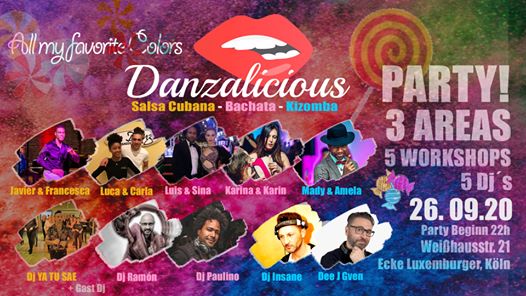 All my favorite Colors
Danzalicious
Salsa Cubana - Bachata - Kizomba
PARTY!
3 AREAS
5 WORKSHOPS
5 Dj´s
26. 09.20
Party Beginn 22h
Weißhausstr. 21
Ecke Luxemburger, Köln
Javier & Francesca
Luca & Carla
Luis & Sina
Karina & Karin
Mady & Amela
Dj YA TU SAE
+ Gast Dj
Dj Ramón
Dj Paulino
Dj Insane
Dee J Gven